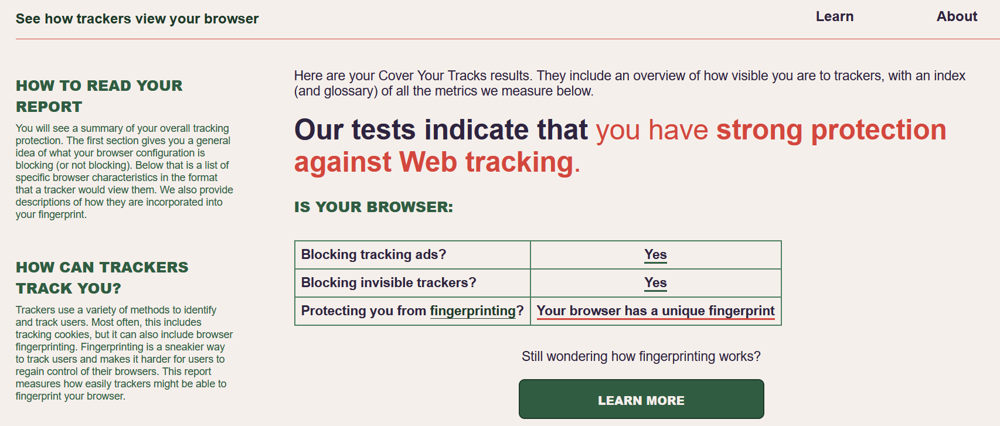 See how trackers view your browser
Learn
About
HOW TO READ YOUR
REPORT
You will see a summary of your overall tracking
protection. The first section gives you a general
idea of what your browser configuration is
blocking (or not blocking). Below that is a list of
specific browser characteristics in the format
that a tracker would view them. We also provide
descriptions of how they are incorporated into
your fingerprint.
HOW CAN TRACKERS
TRACK YOU?
Trackers use a variety of methods to identify
and track users. Most often, this includes
tracking cookies, but it can also include browser
fingerprinting. Fingerprinting is a sneakier way
to track users and makes it harder for users to
regain control of their browsers. This report
measures how easily trackers might be able to
fingerprint your browser.
Here are your Cover Your Tracks results. They include an overview of how visible you are to trackers, with an index
(and glossary) of all the metrics we measure below.
Our tests indicate that you have strong protection
against Web tracking.
IS YOUR BROWSER:
Blocking tracking ads? Yes
Blocking invisible trackers? Yes
Protecting you from fingerprinting? Your browser has a unique fingerprint
Still wondering how fingerprinting works?
LEARN MORE